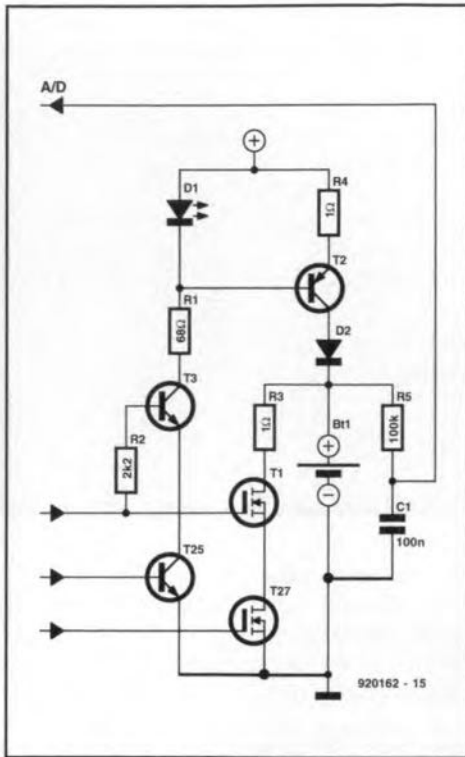 A/D
+
D1
R4
1Ω
T2
R1
68Ω
D2
T3
R3
1Ω
R5
100k
R2
2k2
Bt1
+
T1
−
C1
100n
T25
T27
920162 - 15